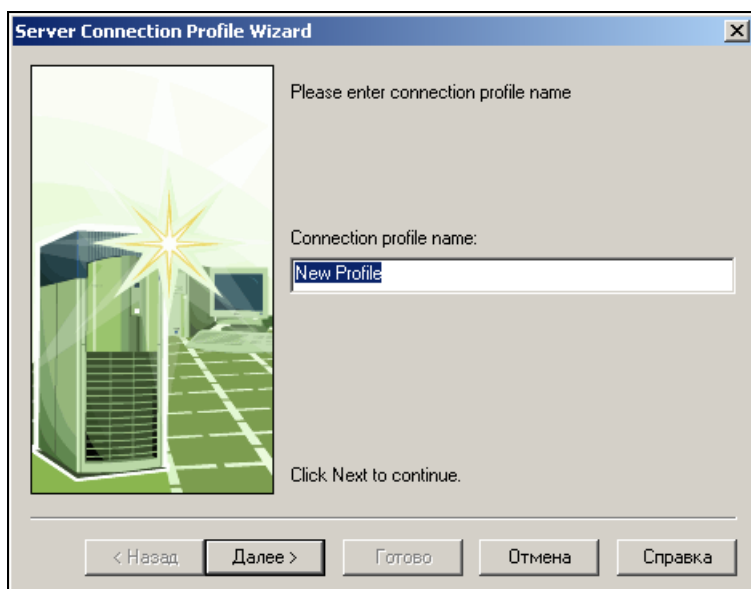 Server Connection Profile Wizard
Please enter connection profile name
Connection profile name:
New Profile
Click Next to continue.
< Назад Далее > Готово Отмена Справка